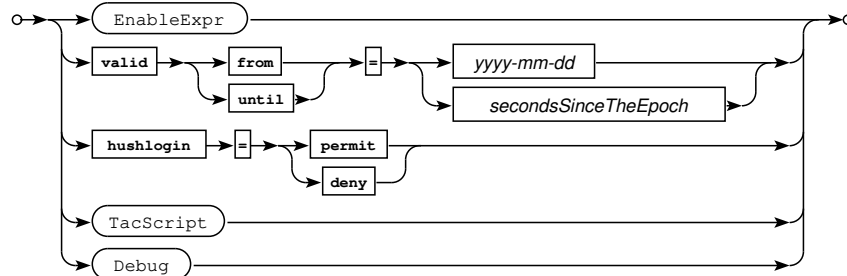 EnableExpr
valid from = yyyy-mm-dd
until secondsSinceTheEpoch
hushlogin = permit
deny
TacScript
Debug